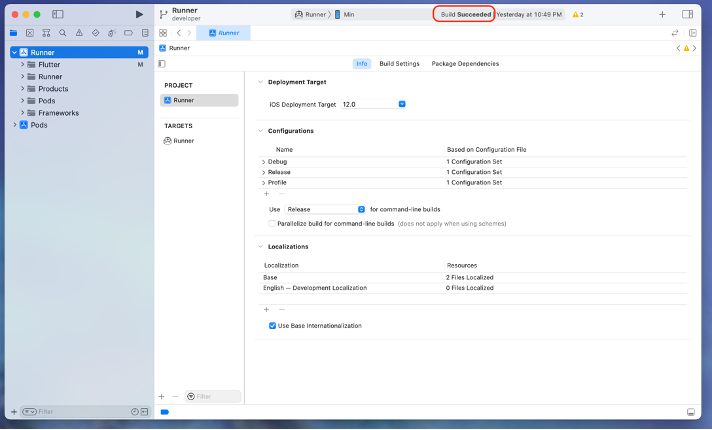 Runner
developer
Runner
Min
Build Succeeded
Yesterday at 10:49 PM
2
Runner
Runner
Runner M
Flutter M
Runner
Products
Pods
Frameworks
Pods
Info Build Settings Package Dependencies
PROJECT
Runner
TARGETS
Runner
Deployment Target
iOS Deployment Target 12.0
Configurations
Name Based on Configuration File
Debug 1 Configuration Set
Release 1 Configuration Set
Profile 1 Configuration Set
Use Release for command-line builds
Parallelize build for command-line builds (does not apply when using schemes)
Localizations
Localization Resources
Base 2 Files Localized
English — Development Localization 0 Files Localized
Use Base Internationalization
Filter
Filter